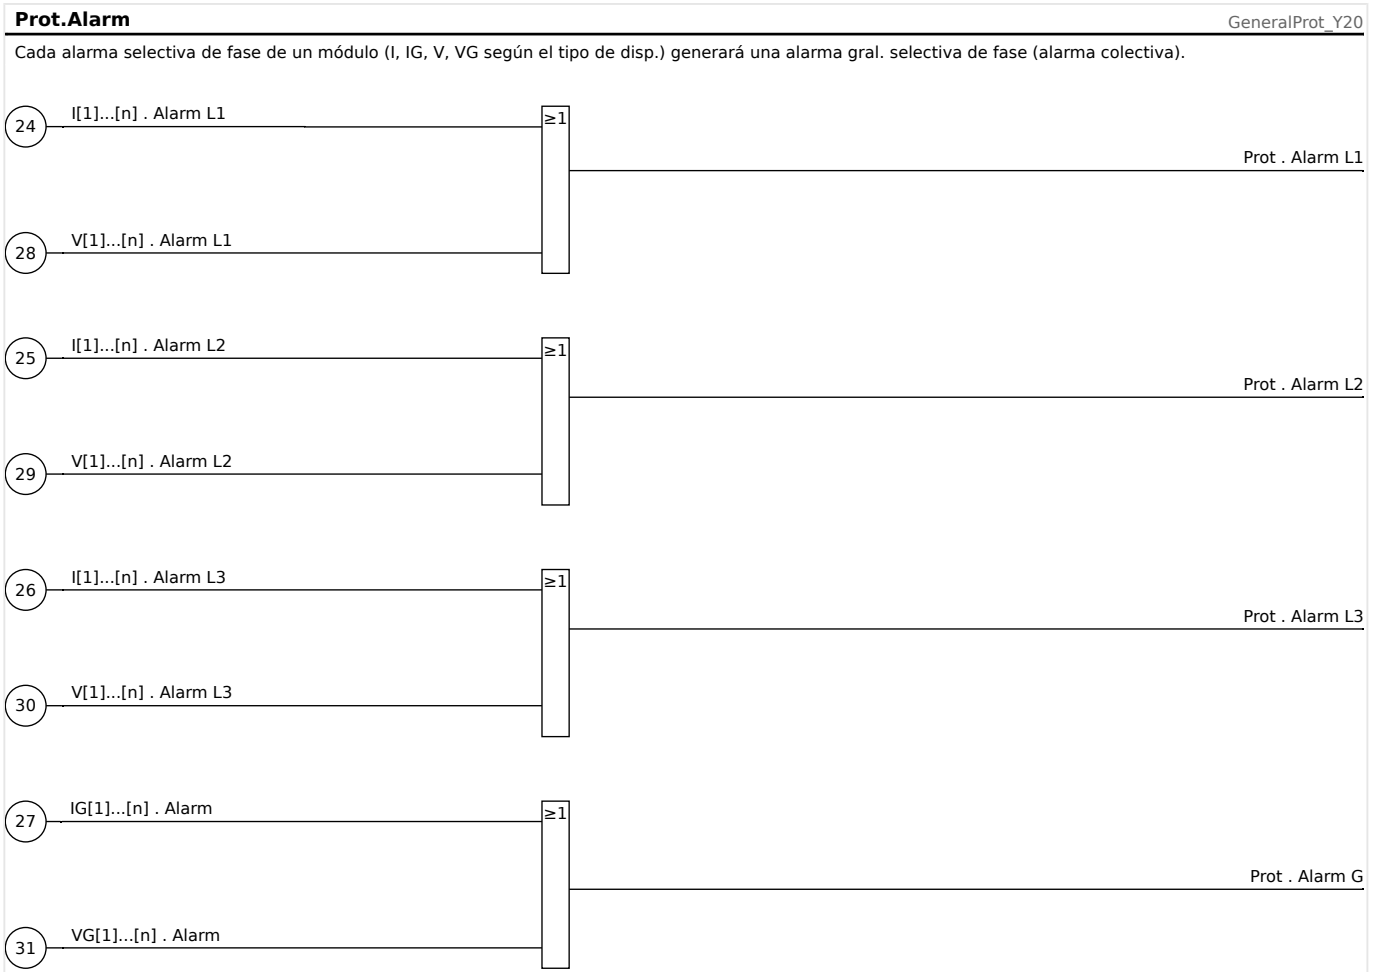 Prot.Alarm
GeneralProt_Y20
Cada alarma selectiva de fase de un módulo (I, IG, V, VG según el tipo de disp.) generará una alarma gral. selectiva de fase (alarma colectiva).
24
I[1]...[n] . Alarm L1
≥1
Prot . Alarm L1
28
V[1]...[n] . Alarm L1
25
I[1]...[n] . Alarm L2
≥1
Prot . Alarm L2
29
V[1]...[n] . Alarm L2
26
I[1]...[n] . Alarm L3
≥1
Prot . Alarm L3
30
V[1]...[n] . Alarm L3
27
IG[1]...[n] . Alarm
≥1
Prot . Alarm G
31
VG[1]...[n] . Alarm